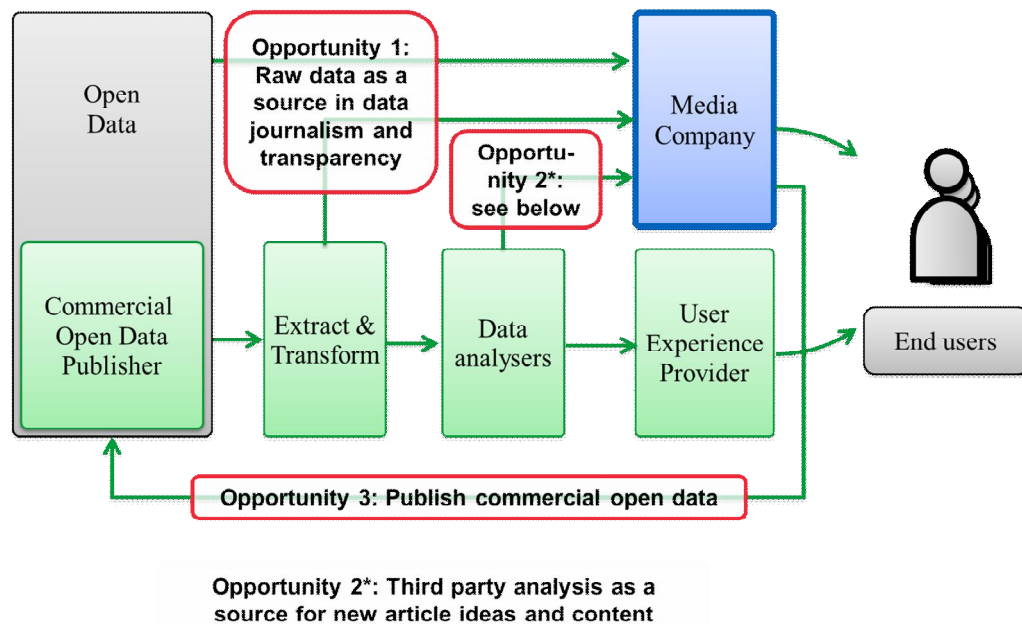 Opportunity 1:
Raw data as a
source in data
journalism and
transparency
Open
Data
Media
Company
Opportu-
nity 2*:
see below
Commercial
Open Data
Publisher
Extract &
Transform
Data
analysers
User
Experience
Provider
End users
Opportunity 3: Publish commercial open data
Opportunity 2*: Third party analysis as a
source for new article ideas and content